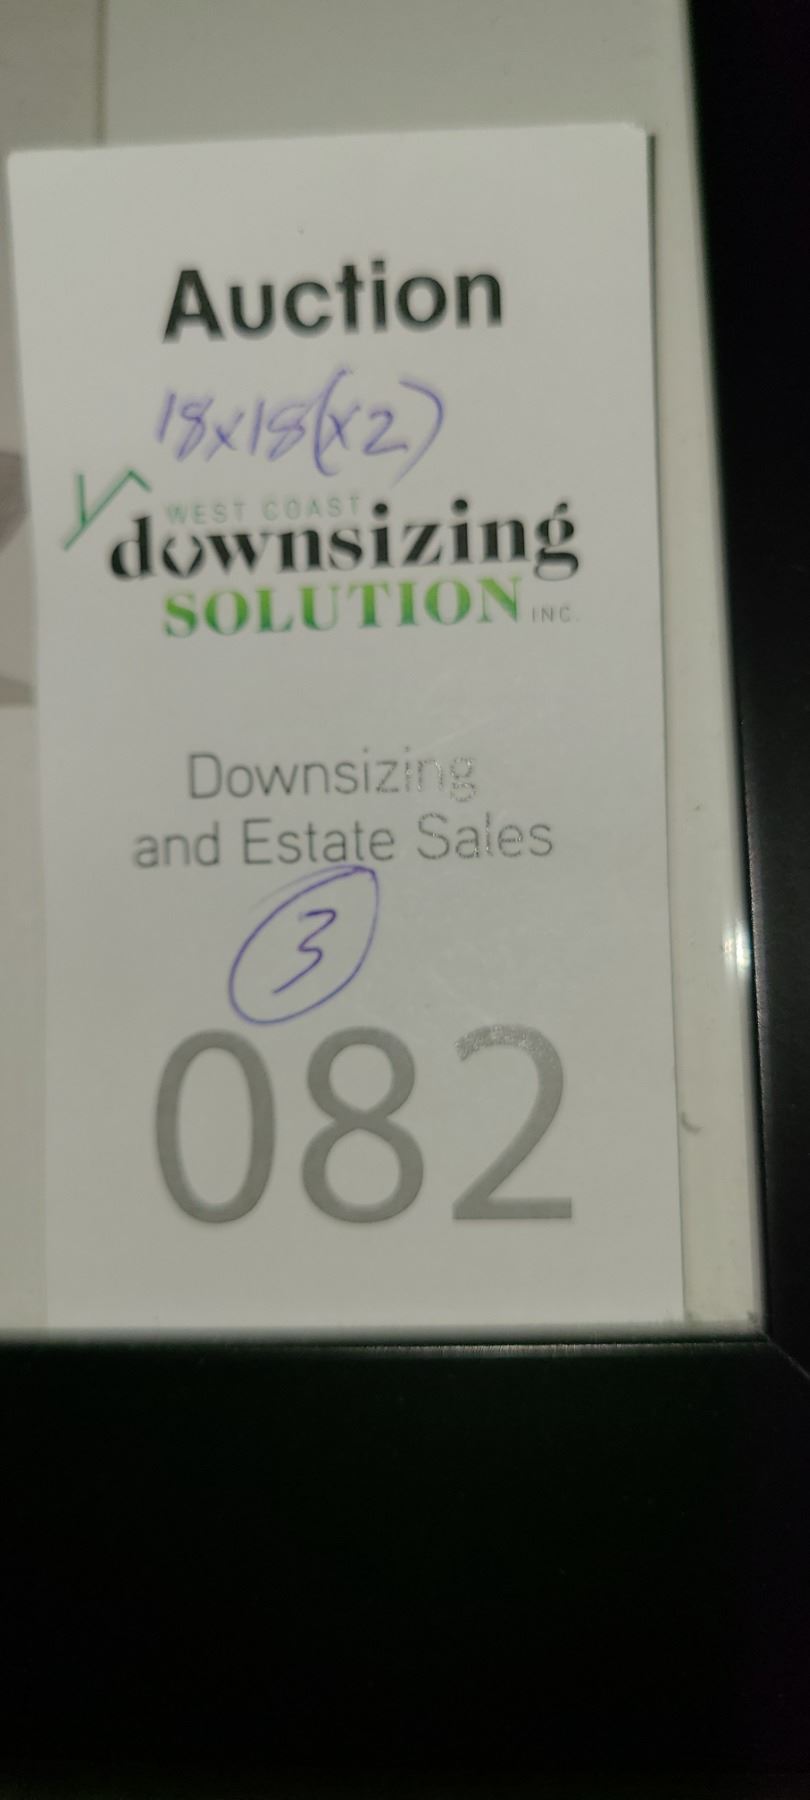 Auction
18x18(x2)
WEST COAST
downsizing
SOLUTION INC.
Downsizing
and Estate Sales
3
082